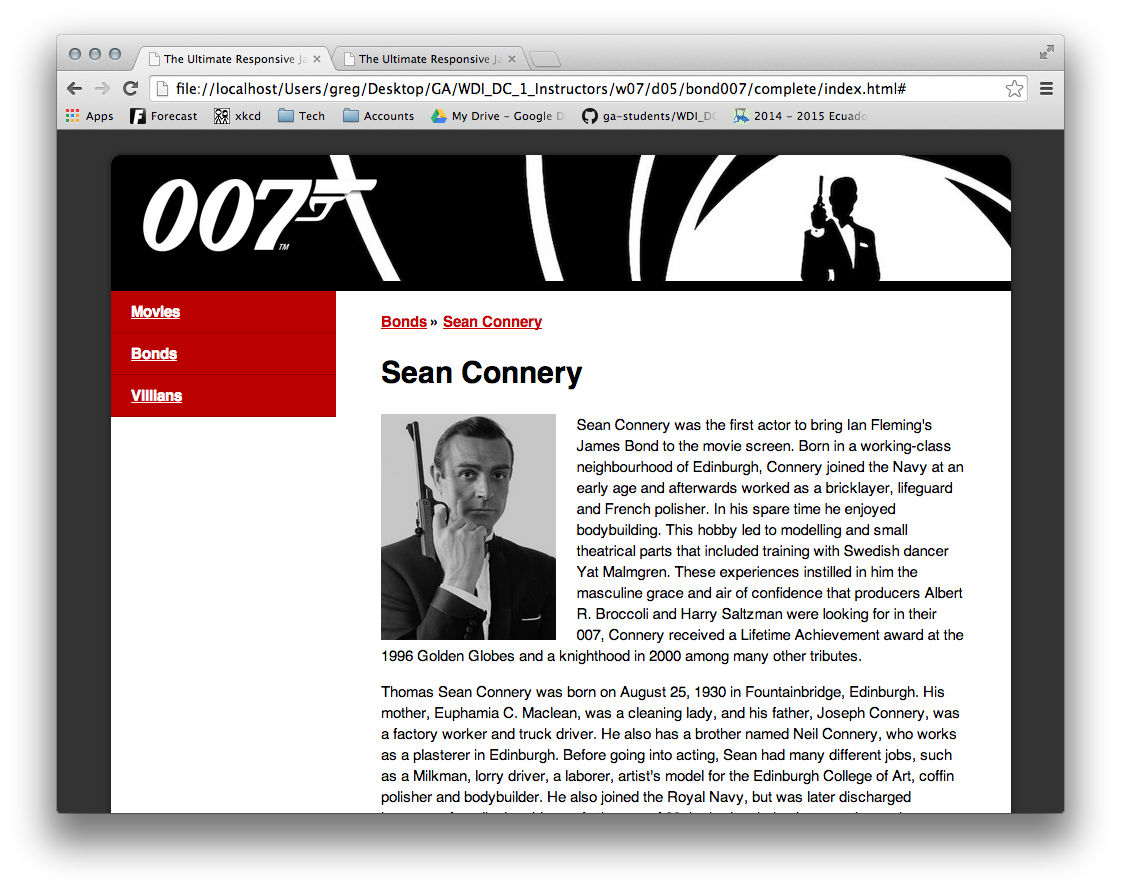 The Ultimate Responsive Ja
The Ultimate Responsive Ja
file://localhost/Users/greg/Desktop/GA/WDI_DC_1_Instructors/w07/d05/bond007/complete/index.html#
Apps
Forecast
xkcd
Tech
Accounts
My Drive – Google D
ga-students/WDI_DC
2014 – 2015 Ecuado
007™
Movies
Bonds
Villians
Bonds » Sean Connery
Sean Connery
Sean Connery was the first actor to bring Ian Fleming's
James Bond to the movie screen. Born in a working-class
neighbourhood of Edinburgh, Connery joined the Navy at an
early age and afterwards worked as a bricklayer, lifeguard
and French polisher. In his spare time he enjoyed
bodybuilding. This hobby led to modelling and small
theatrical parts that included training with Swedish dancer
Yat Malmgren. These experiences instilled in him the
masculine grace and air of confidence that producers Albert
R. Broccoli and Harry Saltzman were looking for in their
007, Connery received a Lifetime Achievement award at the
1996 Golden Globes and a knighthood in 2000 among many other tributes.
Thomas Sean Connery was born on August 25, 1930 in Fountainbridge, Edinburgh. His
mother, Euphamia C. Maclean, was a cleaning lady, and his father, Joseph Connery, was
a factory worker and truck driver. He also has a brother named Neil Connery, who works
as a plasterer in Edinburgh. Before going into acting, Sean had many different jobs, such
as a Milkman, lorry driver, a laborer, artist's model for the Edinburgh College of Art, coffin
polisher and bodybuilder. He also joined the Royal Navy, but was later discharged